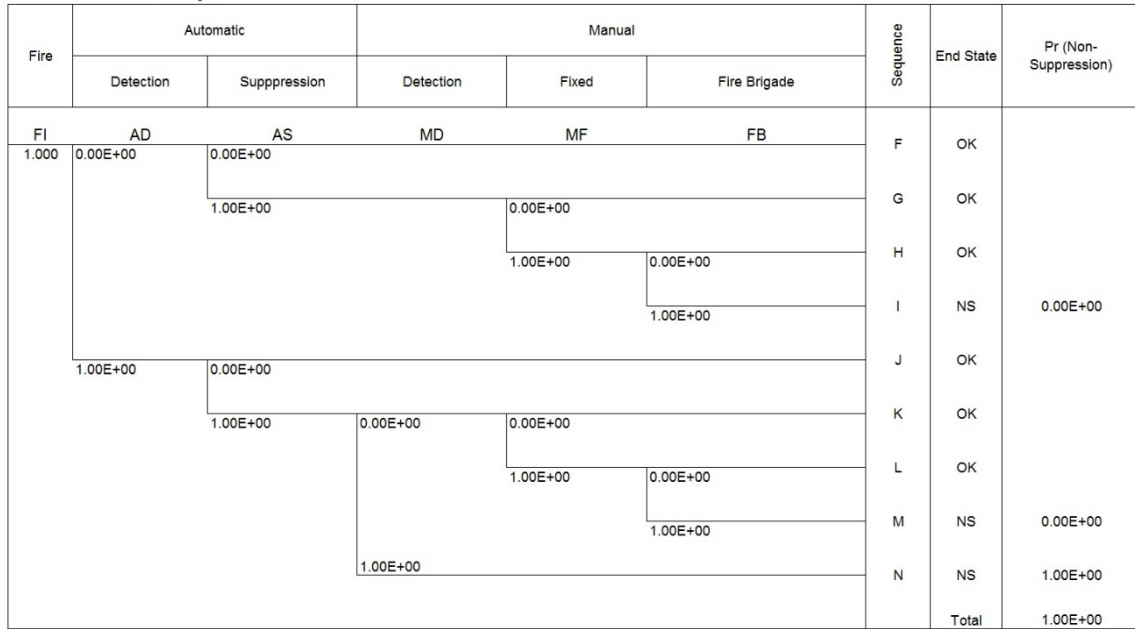 Fire
Automatic
Manual
Sequence
End State
Pr (Non-
Suppression)
Detection
Supppression
Detection
Fixed
Fire Brigade
FI AD AS MD MF FB
1.000 0.00E+00 0.00E+00 F OK
1.00E+00 0.00E+00 G OK
1.00E+00 0.00E+00 H OK
1.00E+00 I NS 0.00E+00
1.00E+00 0.00E+00 J OK
1.00E+00 0.00E+00 0.00E+00 K OK
1.00E+00 0.00E+00 L OK
1.00E+00 M NS 0.00E+00
1.00E+00 N NS 1.00E+00
Total 1.00E+00